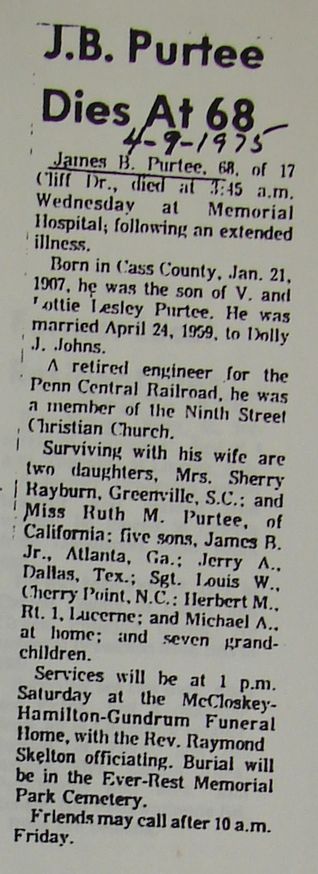 J.B. Purtee
Dies At 68
4-9-1975
James B. Purtee, 68, of 17
Cliff Dr., died at 3:45 a.m.
Wednesday at Memorial
Hospital, following an extended
illness.
Born in Cass County, Jan. 21,
1907, he was the son of V. and
Lottie Lesley Purtee. He was
married April 24, 1959, to Dolly
J. Johns.
A retired engineer for the
Penn Central Railroad, he was
a member of the Ninth Street
Christian Church.
Surviving with his wife are
two daughters, Mrs. Sherry
Rayburn, Greenville, S.C.; and
Miss Ruth M. Purtee, of
California; five sons, James B.
Jr., Atlanta, Ga.; Jerry A.,
Dallas, Tex.; Sgt. Louis W.,
Cherry Point, N.C.; Herbert M.,
Rt. 1, Lucerne; and Michael A.,
at home; and seven grand-
children.
Services will be at 1 p.m.
Saturday at the McCloskey-
Hamilton-Gundrum Funeral
Home, with the Rev. Raymond
Skelton officiating. Burial will
be in the Ever-Rest Memorial
Park Cemetery.
Friends may call after 10 a.m.
Friday.